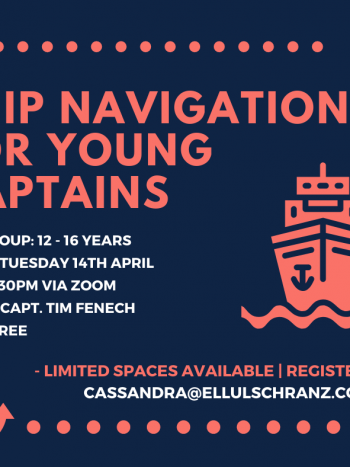 IP NAVIGATION
OR YOUNG
APTAINS
OUP: 12 - 16 YEARS
TUESDAY 14TH APRIL
30PM VIA ZOOM
CAPT. TIM FENECH
REE
- LIMITED SPACES AVAILABLE | REGISTE
CASSANDRA@ELLULSCHRANZ.CO